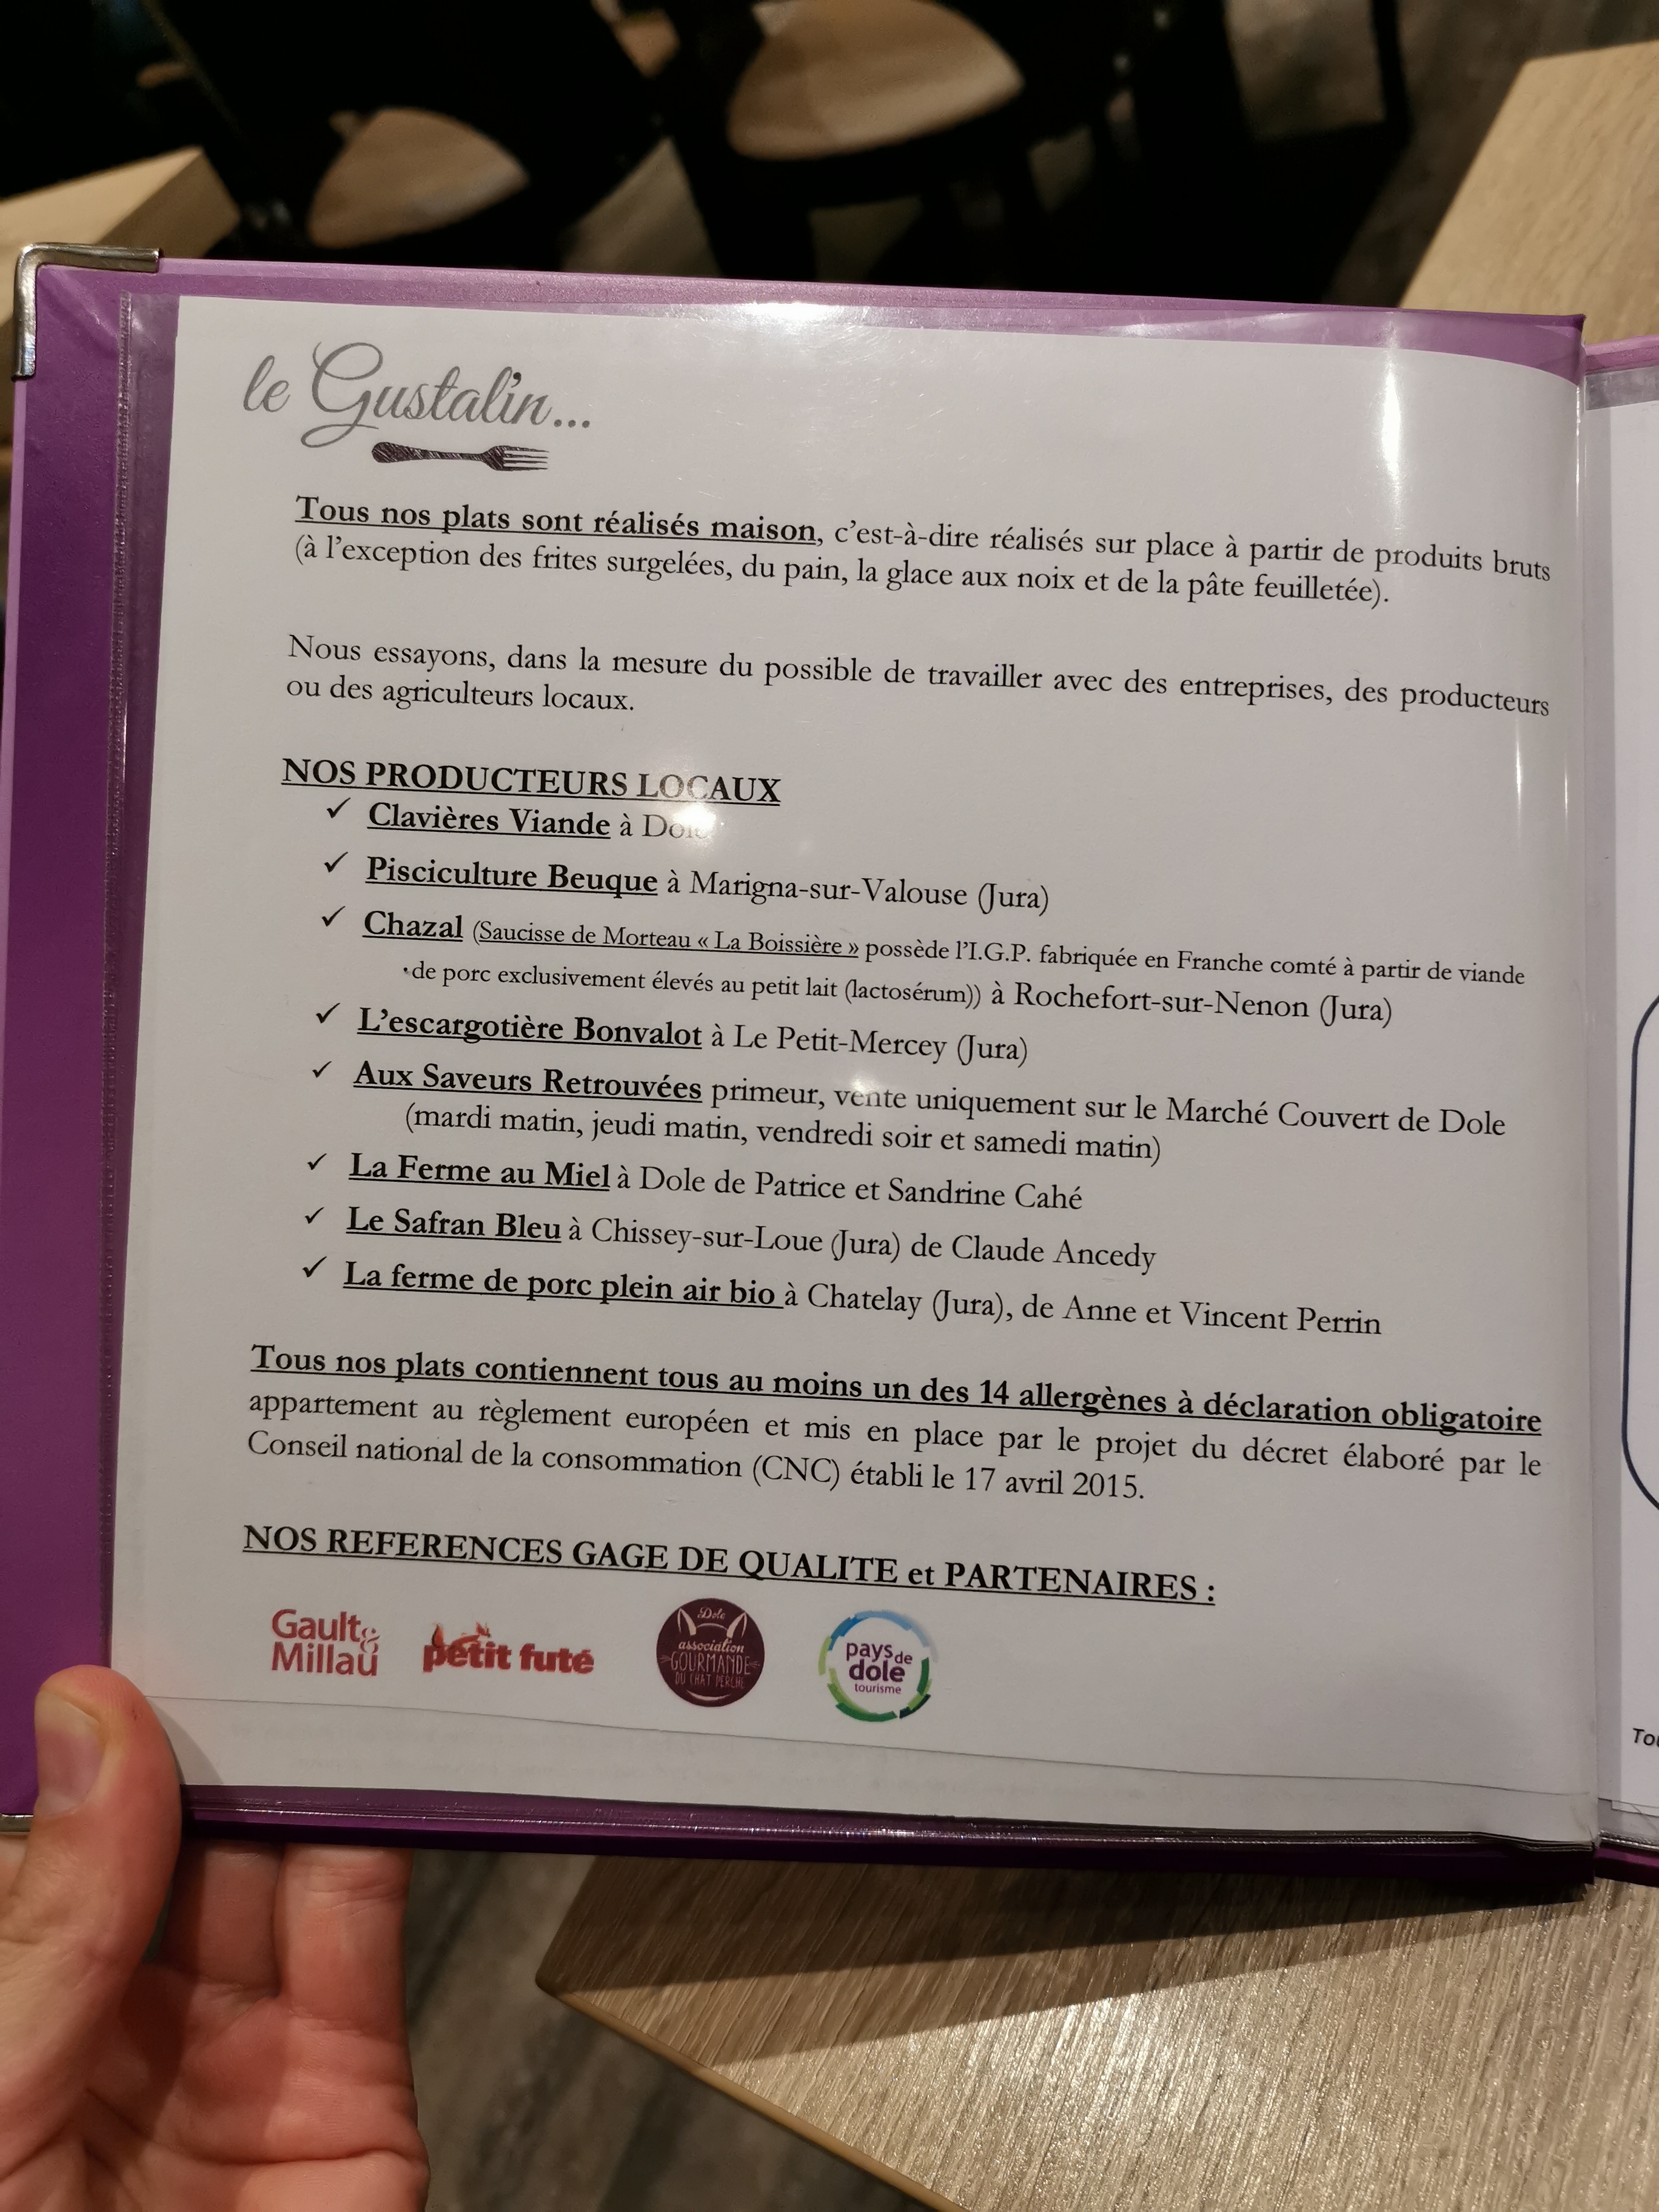 le Gustalin...
Tous nos plats sont réalisés maison, c'est-à-dire réalisés sur place à partir de produits bruts
(à l'exception des frites surgelées, du pain, la glace aux noix et de la pâte feuilletée).
Nous essayons, dans la mesure du possible de travailler avec des entreprises, des producteurs
ou des agriculteurs locaux.
NOS PRODUCTEURS LOCAUX
✓ Clavières Viande à Dole
✓ Pisciculture Beuque à Marigna-sur-Valouse (Jura)
✓ Chazal (Saucisse de Morteau « La Boissière » possède l'I.G.P. fabriquée en Franche comté à partir de viande
de porc exclusivement élevés au petit lait (lactosérum)) à Rochefort-sur-Nenon (Jura)
✓ L'escargotière Bonvalot à Le Petit-Mercey (Jura)
✓ Aux Saveurs Retrouvées primeur, vente uniquement sur le Marché Couvert de Dole
(mardi matin, jeudi matin, vendredi soir et samedi matin)
✓ La Ferme au Miel à Dole de Patrice et Sandrine Cahé
✓ Le Safran Bleu à Chissey-sur-Loue (Jura) de Claude Ancedy
✓ La ferme de porc plein air bio à Chatelay (Jura), de Anne et Vincent Perrin
Tous nos plats contiennent tous au moins un des 14 allergènes à déclaration obligatoire
appartement au règlement européen et mis en place par le projet du décret élaboré par le
Conseil national de la consommation (CNC) établi le 17 avril 2015.
NOS REFERENCES GAGE DE QUALITE et PARTENAIRES :
Gault&
Millau
petit futé
Dole
association
GOURMANDE
DU CHAT PERCHÉ
pays de
dole
tourisme